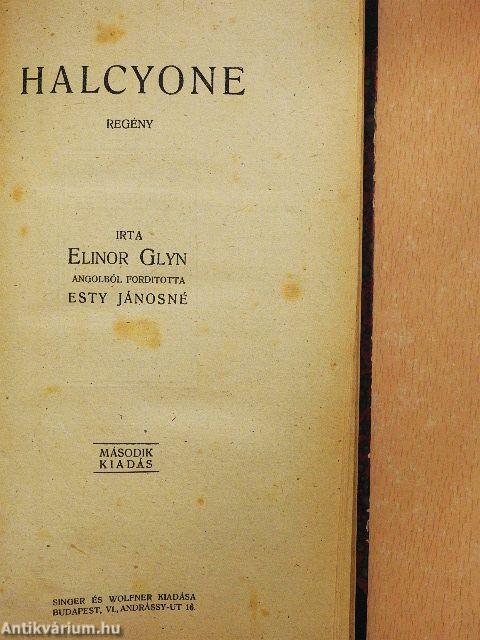 HALCYONE
REGÉNY
IRTA
ELINOR GLYN
ANGOLBÓL FORDITOTTA
ESTY JÁNOSNÉ
MÁSODIK
KIADÁS
SINGER ÉS WOLFNER KIADÁSA
BUDAPEST, VI., ANDRÁSSY-UT 16.
Antikvárium.hu